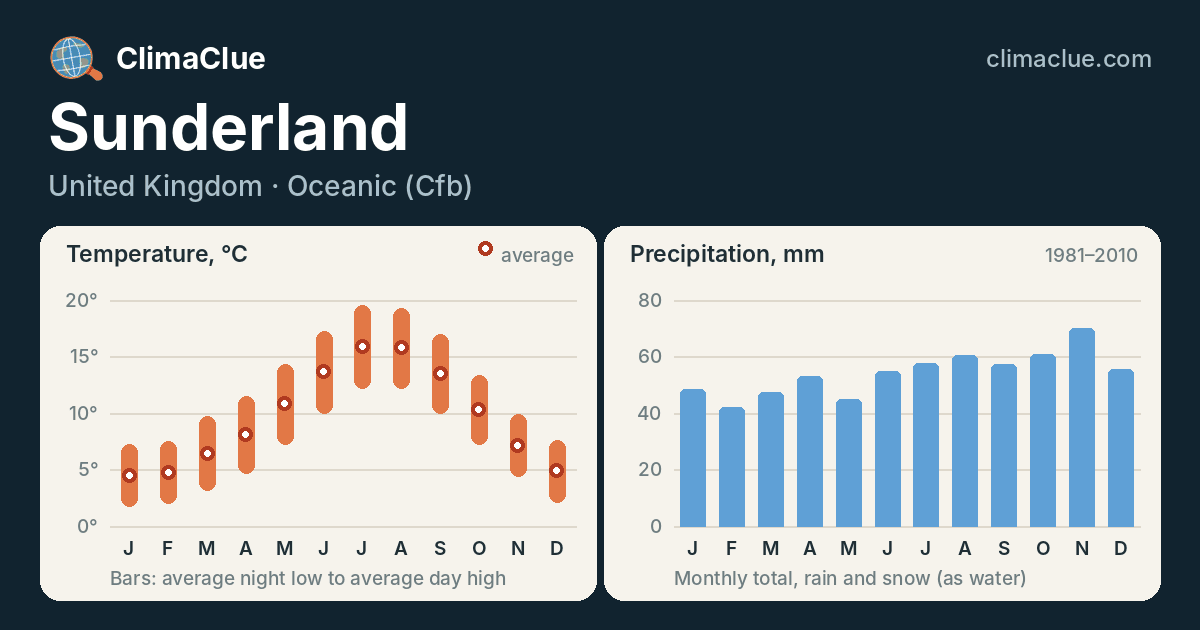 ClimaClue
climaclue.com
Sunderland
United Kingdom · Oceanic (Cfb)
Temperature, °C
average
20°
15°
10°
5°
0°
J F M A M J J A S O N D
Bars: average night low to average day high
Precipitation, mm
1981–2010
80
60
40
20
0
J F M A M J J A S O N D
Monthly total, rain and snow (as water)